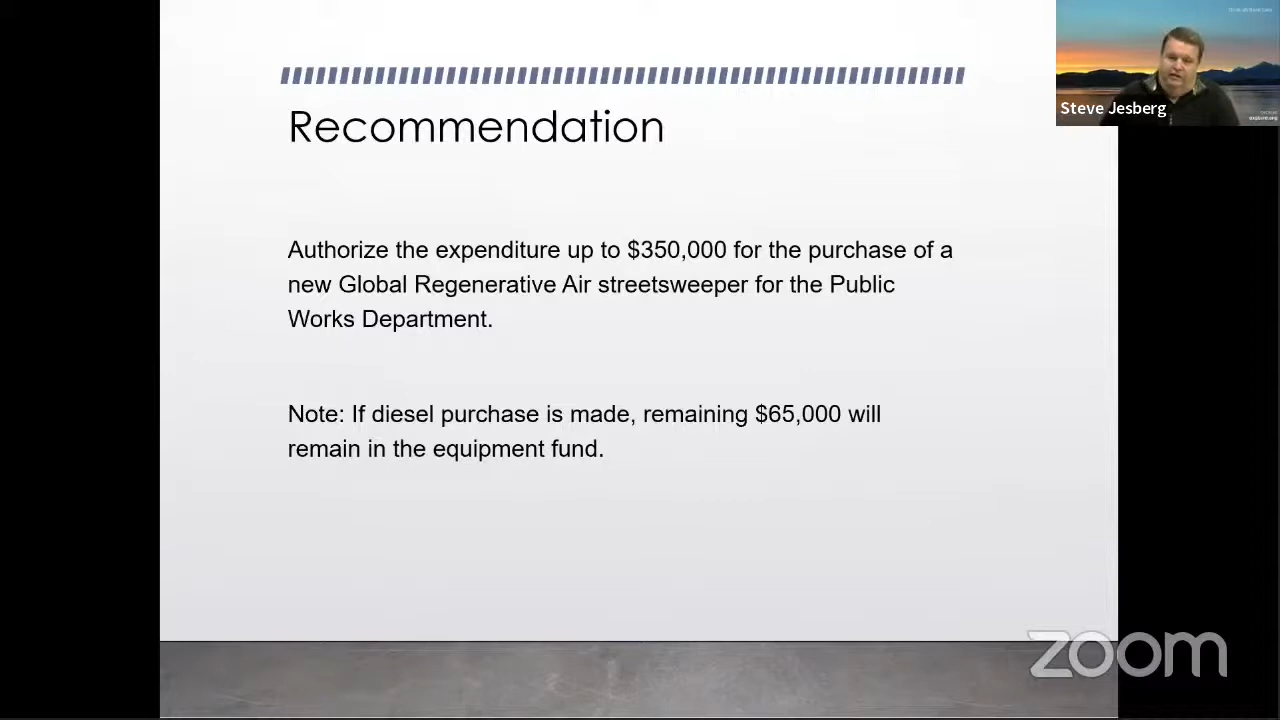 Recommendation
Authorize the expenditure up to $350,000 for the purchase of a
new Global Regenerative Air streetsweeper for the Public
Works Department.
Note: If diesel purchase is made, remaining $65,000 will
remain in the equipment fund.
Steve Jesberg
explore.org
zoom